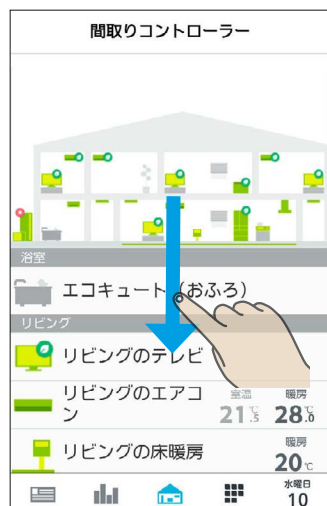 間取りコントローラー
浴室
エコキュート（おふろ）
リビング
リビングのテレビ
リビングのエアコ
ン
室温
21.5℃
暖房
28.0℃
リビングの床暖房
暖房
20℃
水曜日
10